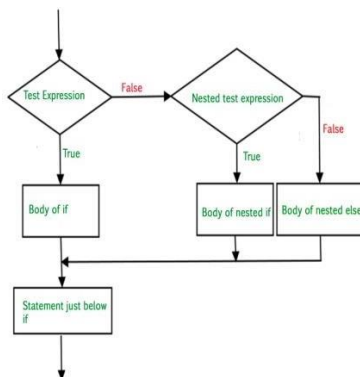 Test Expression
False
Nested test expression
False
True
True
Body of if
Body of nested if
Body of nested else
Statement just below
if